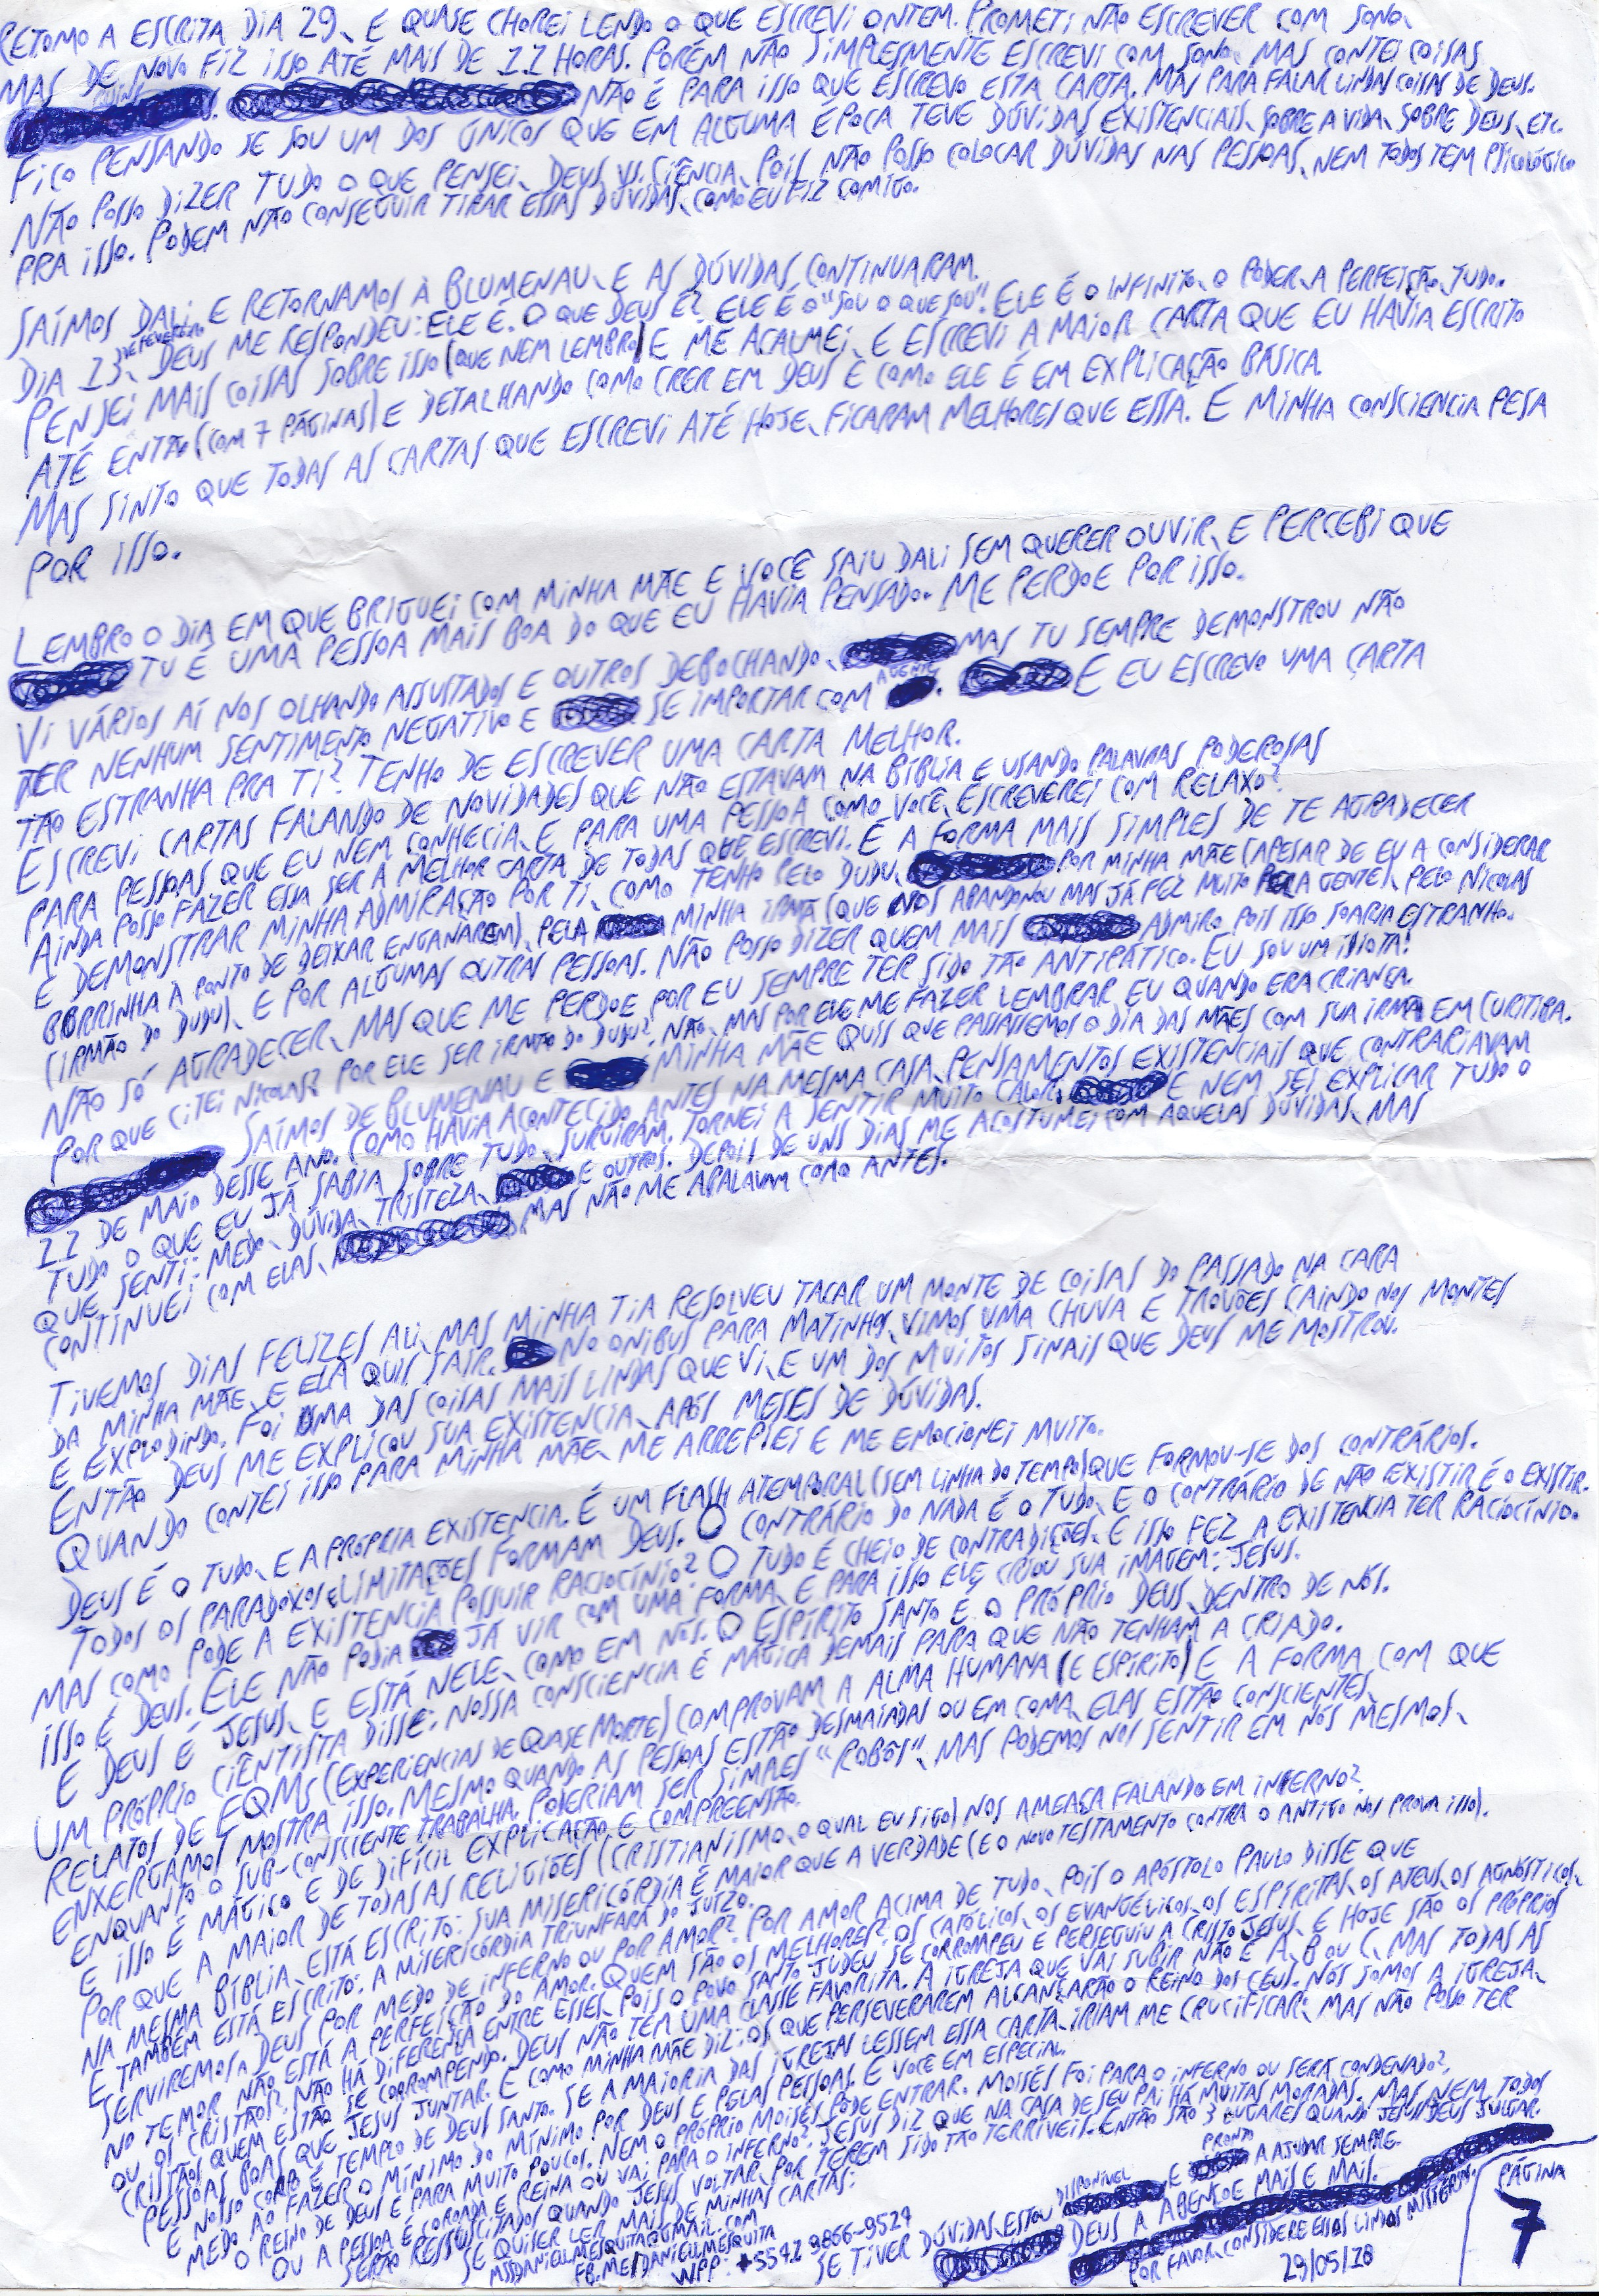 RETOMO A ESCRITA DIA 29, E QUASE CHOREI LENDO O QUE ESCREVI ONTEM. PROMETI NÃO ESCREVER COM SONO,
MAS DE NOVO FIZ ISSO ATÉ MAIS DE 11 HORAS. PORÉM NÃO SIMPLESMENTE ESCREVI COM SONO, MAS CONTEI COISAS
NÃO É PARA ISSO QUE ESCREVO ESTA CARTA. MAS PARA FALAR LINDAS COISAS DE DEUS.
FICO PENSANDO SE SOU UM DOS ÚNICOS QUE EM ALGUMA ÉPOCA TEVE DÚVIDAS EXISTENCIAIS, SOBRE A VIDA, SOBRE DEUS, ETC.
NÃO POSSO DIZER TUDO O QUE PENSEI, DEUS VS. CIÊNCIA, POIS NÃO POSSO COLOCAR DÚVIDAS NAS PESSOAS, NEM TODOS TEM PSICOLÓGICO
PRA ISSO. PODEM NÃO CONSEGUIR TIRAR ESSAS DÚVIDAS, COMO EU FIZ COMIGO.
SAÍMOS DALI, E RETORNAMOS À BLUMENAU, E AS DÚVIDAS CONTINUARAM.
DIA 13, DE FEVEREIRO DEUS ME RESPONDEU: ELE É. O QUE DEUS É? ELE É O "SOU O QUE SOU". ELE É O INFINITO, O PODER, A PERFEIÇÃO, TUDO.
PENSEI MAIS COISAS SOBRE ISSO (QUE NEM LEMBRO) E ME ACALMEI, E ESCREVI A MAIOR CARTA QUE EU HAVIA ESCRITO
ATÉ ENTÃO (COM 7 PÁGINAS) E DETALHANDO COMO CRER EM DEUS E COMO ELE É EM EXPLICAÇÃO BÁSICA.
MAS SINTO QUE TODAS AS CARTAS QUE ESCREVI ATÉ HOJE, FICARAM MELHORES QUE ESSA. E MINHA CONSCIENCIA PESA
POR ISSO.
LEMBRO O DIA EM QUE BRIGUEI COM MINHA MÃE E VOCÊ SAIU DALI SEM QUERER OUVIR, E PERCEBI QUE
TU É UMA PESSOA MAIS BOA DO QUE EU HAVIA PENSADO. ME PERDOE POR ISSO.
VI VÁRIOS AÍ NOS OLHANDO ASSUSTADOS E OUTROS DEBOCHANDO, MAS TU SEMPRE DEMONSTROU NÃO
TER NENHUM SENTIMENTO NEGATIVO E SE IMPORTAR COM A GENTE. E EU ESCREVO UMA CARTA
TÃO ESTRANHA PRA TI? TENHO DE ESCREVER UMA CARTA MELHOR.
ESCREVI CARTAS FALANDO DE NOVIDADES QUE NÃO ESTAVAM NA BÍBLIA E USANDO PALAVRAS PODEROSAS
PARA PESSOAS QUE EU NEM CONHECIA, E PARA UMA PESSOA COMO VOCÊ, ESCREVEREI COM RELAXO?
AINDA POSSO FAZER ESSA SER A MELHOR CARTA DE TODAS QUE ESCREVI. É A FORMA MAIS SIMPLES DE TE AGRADECER
E DEMONSTRAR MINHA ADMIRAÇÃO POR TI, COMO TENHO PELO DUDU, POR MINHA MÃE (APESAR DE EU A CONSIDERAR
BURRINHA À PONTO DE DEIXAR ENGANAREM), PELA MINHA IRMÃ (QUE NOS ABANDONOU MAS JÁ FEZ MUITO PELA GENTE), PELO NICOLAS
(IRMÃO DO DUDU), E POR ALGUMAS OUTRAS PESSOAS. NÃO POSSO DIZER QUEM MAIS ADMIRO, POIS ISSO SOARIA ESTRANHO.
NÃO SÓ AGRADECER, MAS QUE ME PERDOE POR EU SEMPRE TER SIDO TÃO ANTIPÁTICO. EU SOU UM IDIOTA!
POR QUE CITEI NICOLAS? POR ELE SER IRMÃO DO DUDU? NÃO, MAS POR ELE ME FAZER LEMBRAR EU QUANDO ERA CRIANÇA.
SAÍMOS DE BLUMENAU E MINHA MÃE QUIS QUE PASSASSEMOS O DIA DAS MÃES COM SUA IRMÃ, EM CURITIBA.
11 DE MAIO DESSE ANO. COMO HAVIA ACONTECIDO ANTES NA MESMA CASA, PENSAMENTOS EXISTENCIAIS QUE CONTRARIAVAM
TUDO O QUE EU JÁ SABIA SOBRE TUDO, SURGIRAM. TORNEI A SENTIR MUITO CALOR, E NEM SEI EXPLICAR TUDO O
QUE SENTI: MEDO, DÚVIDA, TRISTEZA, E OUTROS. DEPOIS DE UNS DIAS ME ACOSTUMEI COM AQUELAS DÚVIDAS, MAS
CONTINUEI COM ELAS, MAS NÃO ME ABALAVAM COMO ANTES.
TIVEMOS DIAS FELIZES ALI, MAS MINHA TIA RESOLVEU TACAR UM MONTE DE COISAS DO PASSADO NA CARA
DA MINHA MÃE, E ELA QUIS SAIR. NO ONIBUS PARA MATINHOS, VIMOS UMA CHUVA E TROVÕES CAINDO NOS MONTES
E EXPLODINDO. FOI UMA DAS COISAS MAIS LINDAS QUE VI, E UM DOS MUITOS SINAIS QUE DEUS ME MOSTROU.
ENTÃO DEUS ME EXPLICOU SUA EXISTENCIA, APÓS MESES DE DÚVIDAS.
QUANDO CONTEI ISSO PARA MINHA MÃE, ME ARREPIEI E ME EMOCIONEI MUITO.
DEUS É O TUDO, E A PRÓPRIA EXISTENCIA. É UM FLASH ATEMPORAL (SEM LINHA DO TEMPO) QUE FORMOU-SE DOS CONTRÁRIOS.
TODOS OS PARADOXOS E LIMITAÇÕES FORMAM DEUS. O CONTRÁRIO DO NADA É O TUDO, E O CONTRÁRIO DE NÃO EXISTIR É O EXISTIR.
MAS COMO PODE A EXISTENCIA POSSUIR RACIOCÍNIO? O TUDO É CHEIO DE CONTRADIÇÕES, E ISSO FEZ A EXISTENCIA TER RACIOCÍNIO.
ISSO É DEUS. ELE NÃO PODIA JÁ VIR COM UMA FORMA, E PARA ISSO ELE CRIOU SUA IMAGEM: JESUS.
E DEUS É JESUS, E ESTÁ NELE, COMO EM NÓS. O ESPÍRITO SANTO É O PRÓPRIO DEUS, DENTRO DE NÓS.
UM PRÓPRIO CIENTISTA DISSE: NOSSA CONSCIENCIA É MÁGICA DEMAIS PARA QUE NÃO TENHAM A CRIADO.
RELATOS DE EQMS (EXPERIENCIAS DE QUASE MORTE) COMPROVAM A ALMA HUMANA (E ESPÍRITO) E A FORMA COM QUE
ENXERGAMOS MOSTRA ISSO. MESMO QUANDO AS PESSOAS ESTÃO DESMAIADAS OU EM COMA, ELAS ESTÃO CONSCIENTES,
ENQUANTO O SUB-CONSCIENTE TRABALHA. PODERIAM SER SIMPLES "ROBÔS", MAS PODEMOS NOS SENTIR EM NÓS MESMOS,
E ISSO É MÁGICO E DE DIFÍCIL EXPLICAÇÃO E COMPREENSÃO.
POR QUE A MAIOR DE TODAS AS RELIGIÕES (CRISTIANISMO, O QUAL EU SIGO) NOS AMEAÇA FALANDO EM INFERNO?
NA MESMA BÍBLIA, ESTÁ ESCRITO: SUA MISERICÓRDIA É MAIOR QUE A VERDADE (E O NOVO TESTAMENTO CONTRA O ANTIGO NOS PROVA ISSO).
E TAMBÉM ESTÁ ESCRITO: A MISERICÓRDIA TRIUNFARÁ DO JUÍZO.
SERVIREMOS A DEUS POR MEDO DE INFERNO OU POR AMOR? POR AMOR ACIMA DE TUDO, POIS O APÓSTOLO PAULO DISSE QUE
NO TEMOR NÃO ESTÁ A PERFEIÇÃO DO AMOR. QUEM SÃO OS MELHORES? OS CATÓLICOS, OS EVANGÉLICOS, OS ESPÍRITAS, OS ATEUS, OS AGNÓSTICOS,
OU OS CRISTÃOS? NÃO HÁ DIFERENÇA ENTRE ESSES, POIS O POVO SANTO JUDEU SE CORROMPEU E PERSEGUIU A CRISTO JESUS, E HOJE SÃO OS PRÓPRIOS
CRISTÃOS QUEM ESTÃO SE CORROMPENDO. DEUS NÃO TEM UMA CLASSE FAVORITA. A IGREJA QUE VAI SUBIR NÃO É A, B OU C, MAS TODAS AS
PESSOAS BOAS QUE JESUS JUNTAR. E COMO MINHA MÃE DIZ: OS QUE PERSEVERAREM ALCANÇARÃO O REINO DOS CÉUS. NÓS SOMOS A IGREJA,
E NOSSO CORPO É TEMPLO DE DEUS SANTO. SE A MAIORIA DAS IGREJAS LESSEM ESSA CARTA, IRIAM ME CRUCIFICAR, MAS NÃO POSSO TER
MEDO AO FAZER O MÍNIMO DO MÍNIMO POR DEUS E PELAS PESSOAS. E VOCÊ EM ESPECIAL.
O REINO DE DEUS É PARA MUITO POUCOS. NEM O PRÓPRIO MOISÉS PÔDE ENTRAR. MOISÉS FOI PARA O INFERNO OU SERÁ CONDENADO?,
OU A PESSOA É COROADA E REINA OU VAI PARA O INFERNO? JESUS DIZ QUE NA CASA DE SEU PAI HÁ MUITAS MORADAS. MAS NEM TODOS
SERÃO RESSUSCITADOS QUANDO JESUS VOLTAR, POR TEREM SIDO TÃO TERRÍVEIS. ENTÃO SÃO 3 LUGARES QUANDO JESUS DEUS JULGAR.
SE QUISER LER MAIS DE MINHAS CARTAS:
MSSDANIELLMESQUITA@GMAIL.COM
FB.ME/DANIELLMESQUITA
WPP: +5541 9866-9524
SE TIVER DÚVIDAS, ESTOU DISPONÍVEL E PRONTO A AJUDAR SEMPRE.
DEUS A ABENÇOE MAIS E MAIS.
POR FAVOR, CONSIDERE ESSES LINDOS MISTÉRIOS.
29/05/18
PÁGINA
7